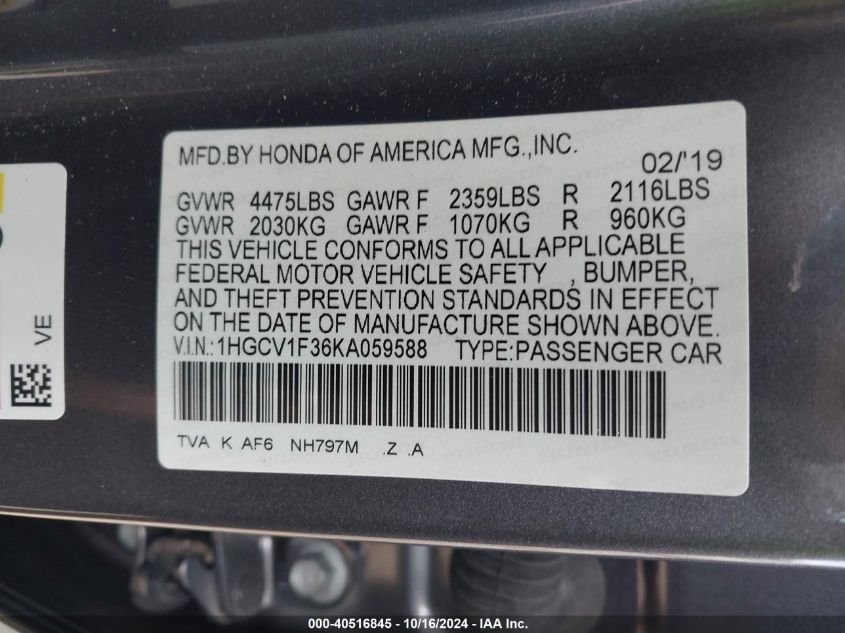 MFD.BY HONDA OF AMERICA MFG.,INC.
02/'19
GVWR 4475LBS GAWR F 2359LBS R 2116LBS
GVWR 2030KG GAWR F 1070KG R 960KG
THIS VEHICLE CONFORMS TO ALL APPLICABLE
FEDERAL MOTOR VEHICLE SAFETY , BUMPER,
AND THEFT PREVENTION STANDARDS IN EFFECT
ON THE DATE OF MANUFACTURE SHOWN ABOVE.
V.I.N.:1HGCV1F36KA059588 TYPE:PASSENGER CAR
TVA K AF6 NH797M .Z .A
VE
000-40516845 - 10/16/2024 - IAA Inc.